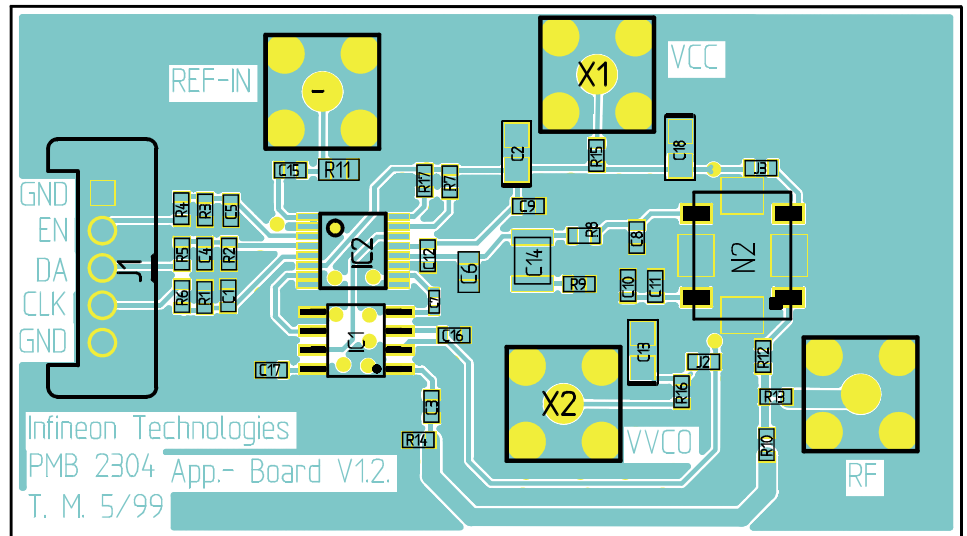 REF-IN
-
X1
VCC
C15
R11
R17
R7
C2
R15
C18
J3
GND
EN
DA
CLK
GND
J1
R4
R3
C5
R5
C4
R2
R6
R1
C1
IC2
C12
C9
C6
C14
R8
R9
C8
C10
C11
N2
C7
IC1
C16
C17
C3
R14
C13
J2
R16
X2
VVCO
R12
R13
R10
RF
Infineon Technologies
PMB 2304 App.- Board V1.2.
T. M. 5/99